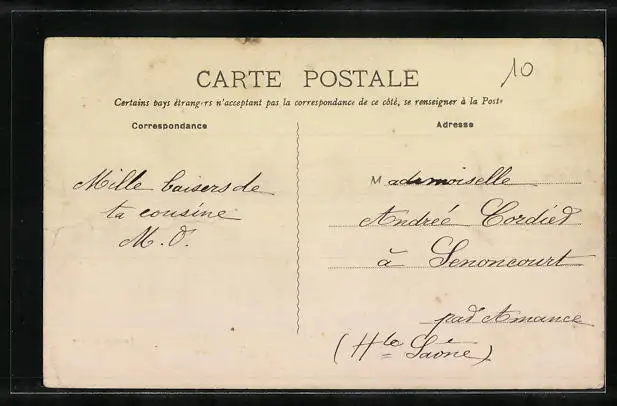 10
CARTE POSTALE
Certains pays étrangers n'acceptent pas la correspondance de ce côté, se renseigner à la Poste
Correspondance
Adresse
Mille baisers de
ta cousine
M. O.
Mademoiselle
Andrée Cordier
à Senoncourt
par Amance
(Hte Saône)